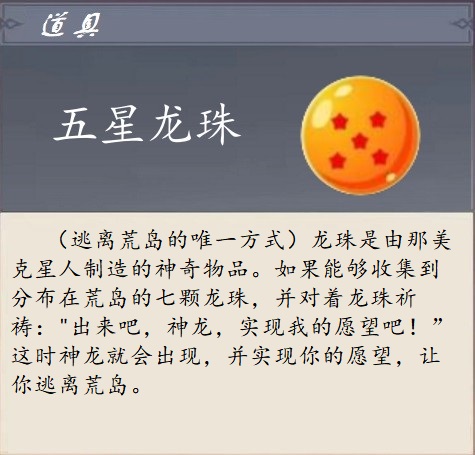 道具
五星龙珠
（逃离荒岛的唯一方式）龙珠是由那美
克星人制造的神奇物品。如果能够收集到
分布在荒岛的七颗龙珠，并对着龙珠祈
祷："出来吧，神龙，实现我的愿望吧！”
这时神龙就会出现，并实现你的愿望，让
你逃离荒岛。